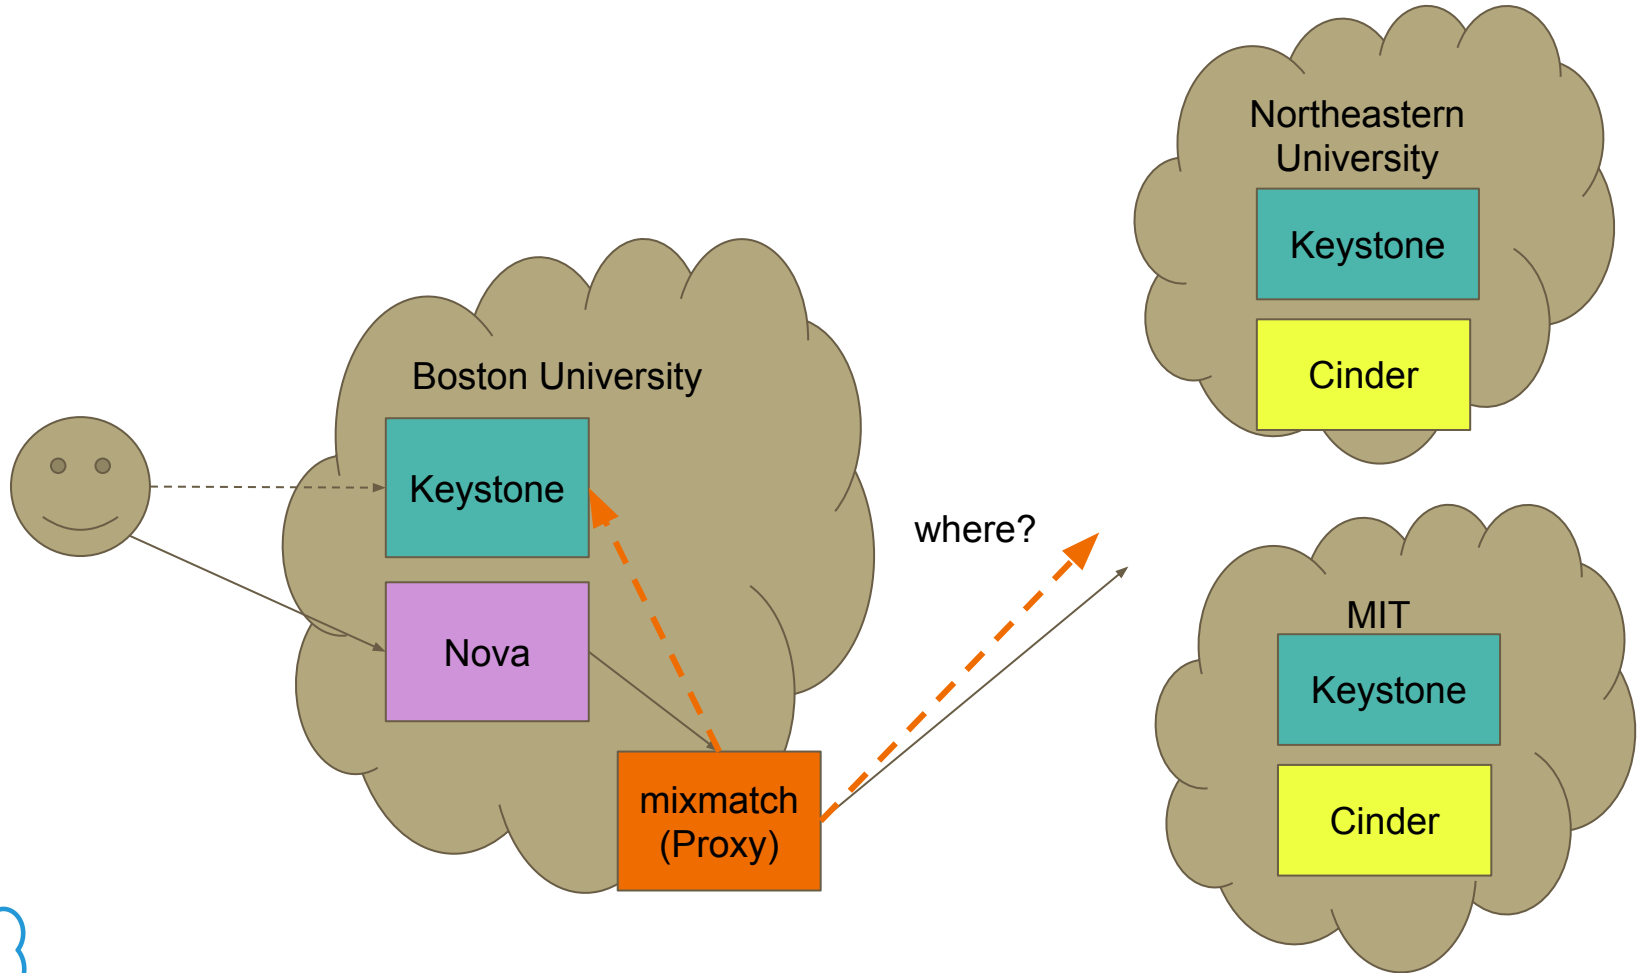 Northeastern
University
Keystone
Cinder
Boston University
Keystone
Nova
mixmatch
(Proxy)
where?
MIT
Keystone
Cinder